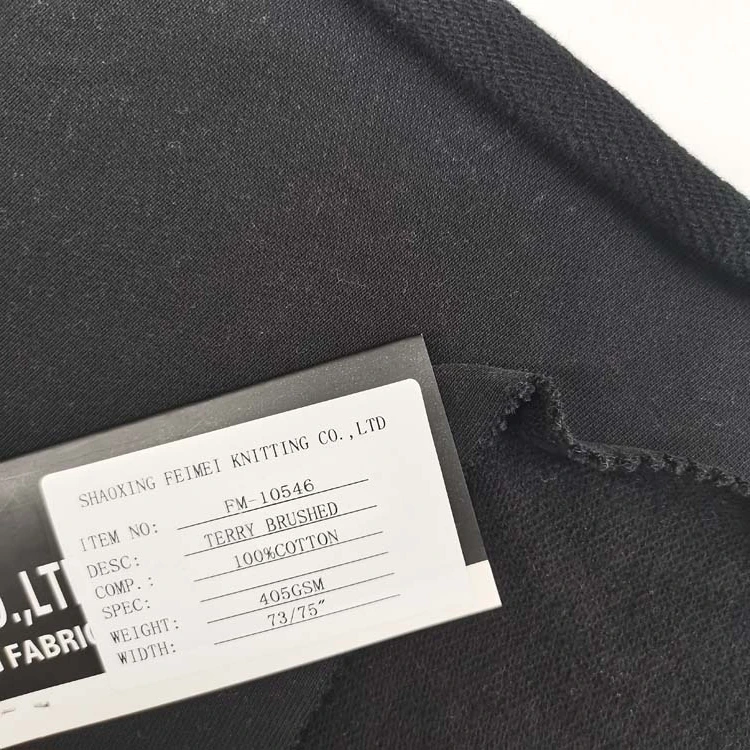 SHAOXING FEIMEI KNITTING CO.,LTD
ITEM NO: FM-10546
DESC: TERRY BRUSHED
COMP.: 100%COTTON
SPEC:
WEIGHT: 405GSM
WIDTH: 73/75"
.,LT
FABRIC